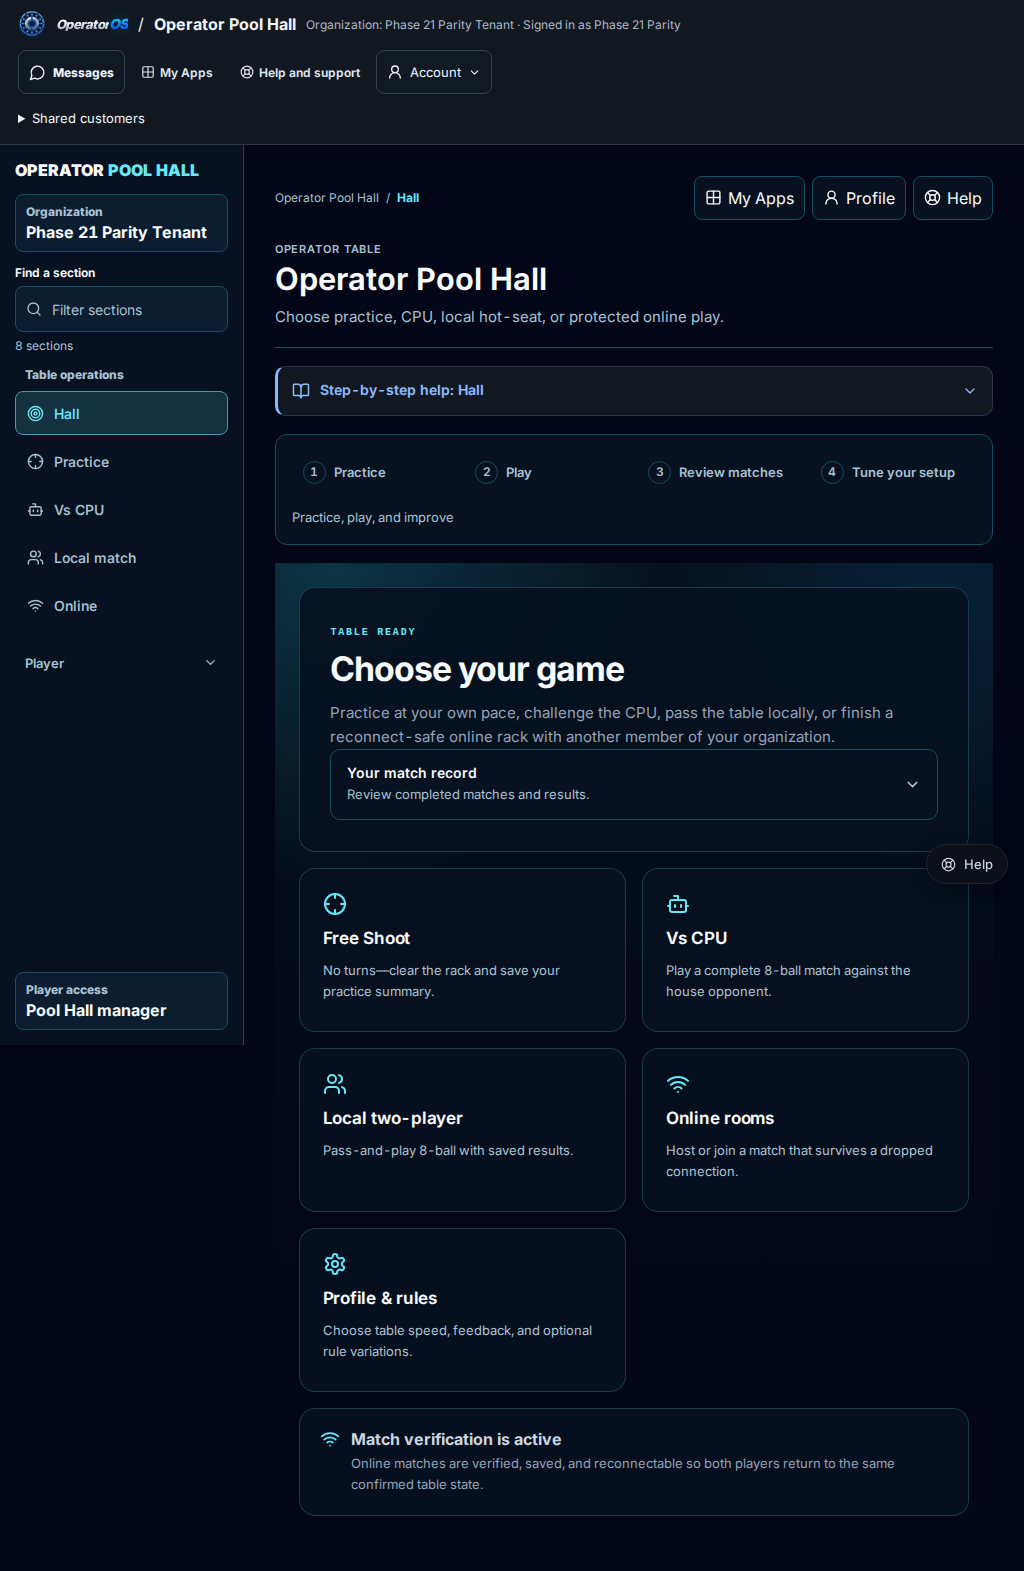 OperatorOS / Operator Pool Hall Organization: Phase 21 Parity Tenant · Signed in as Phase 21 Parity
Messages My Apps Help and support Account
Shared customers
OPERATOR POOL HALL
Organization
Phase 21 Parity Tenant
Find a section
Filter sections
8 sections
Table operations
Hall
Practice
Vs CPU
Local match
Online
Player
Player access
Pool Hall manager
Operator Pool Hall / Hall
My Apps Profile Help
OPERATOR TABLE
Operator Pool Hall
Choose practice, CPU, local hot-seat, or protected online play.
Step-by-step help: Hall
1 Practice 2 Play 3 Review matches 4 Tune your setup
Practice, play, and improve
TABLE READY
Choose your game
Practice at your own pace, challenge the CPU, pass the table locally, or finish a
reconnect-safe online rack with another member of your organization.
Your match record
Review completed matches and results.
Help
Free Shoot
No turns—clear the rack and save your
practice summary.
Vs CPU
Play a complete 8-ball match against the
house opponent.
Local two-player
Pass-and-play 8-ball with saved results.
Online rooms
Host or join a match that survives a dropped
connection.
Profile & rules
Choose table speed, feedback, and optional
rule variations.
Match verification is active
Online matches are verified, saved, and reconnectable so both players return to the same
confirmed table state.